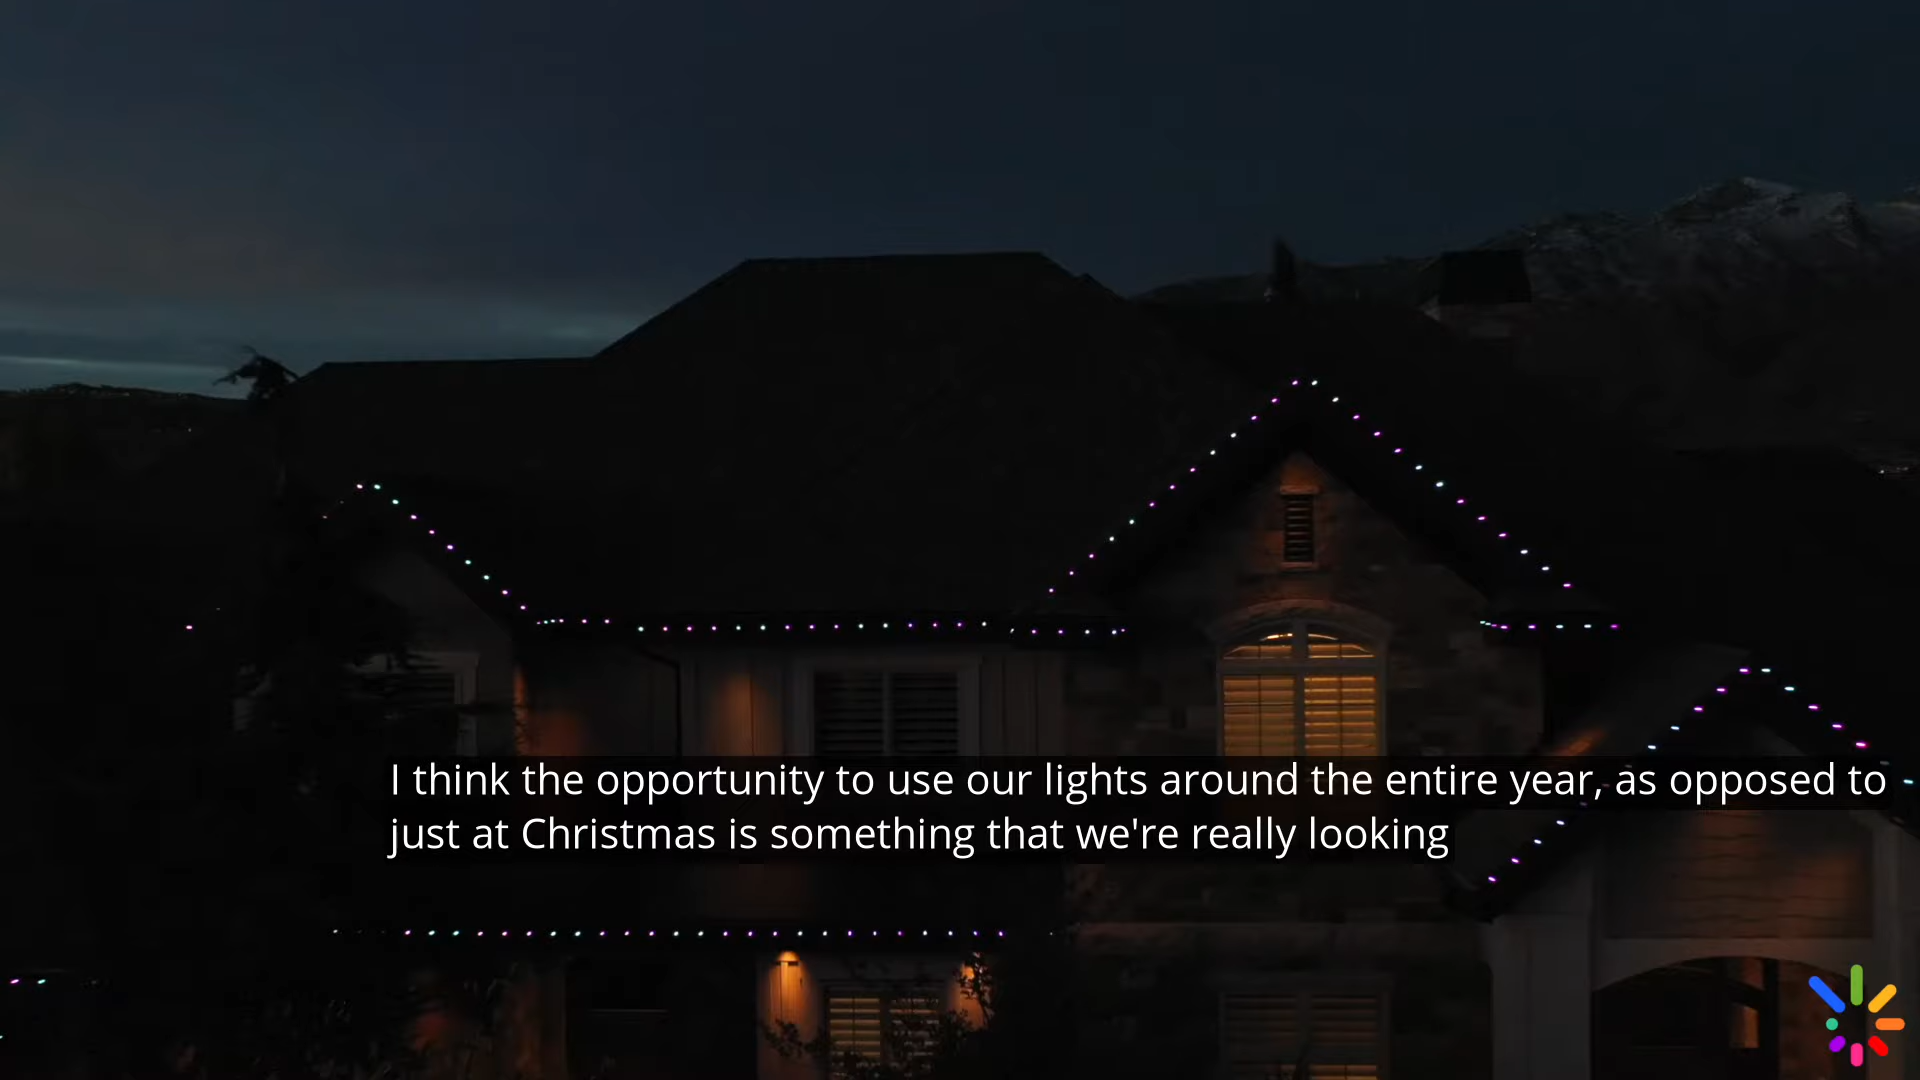 I think the opportunity to use our lights around the entire year, as opposed to
just at Christmas is something that we're really looking